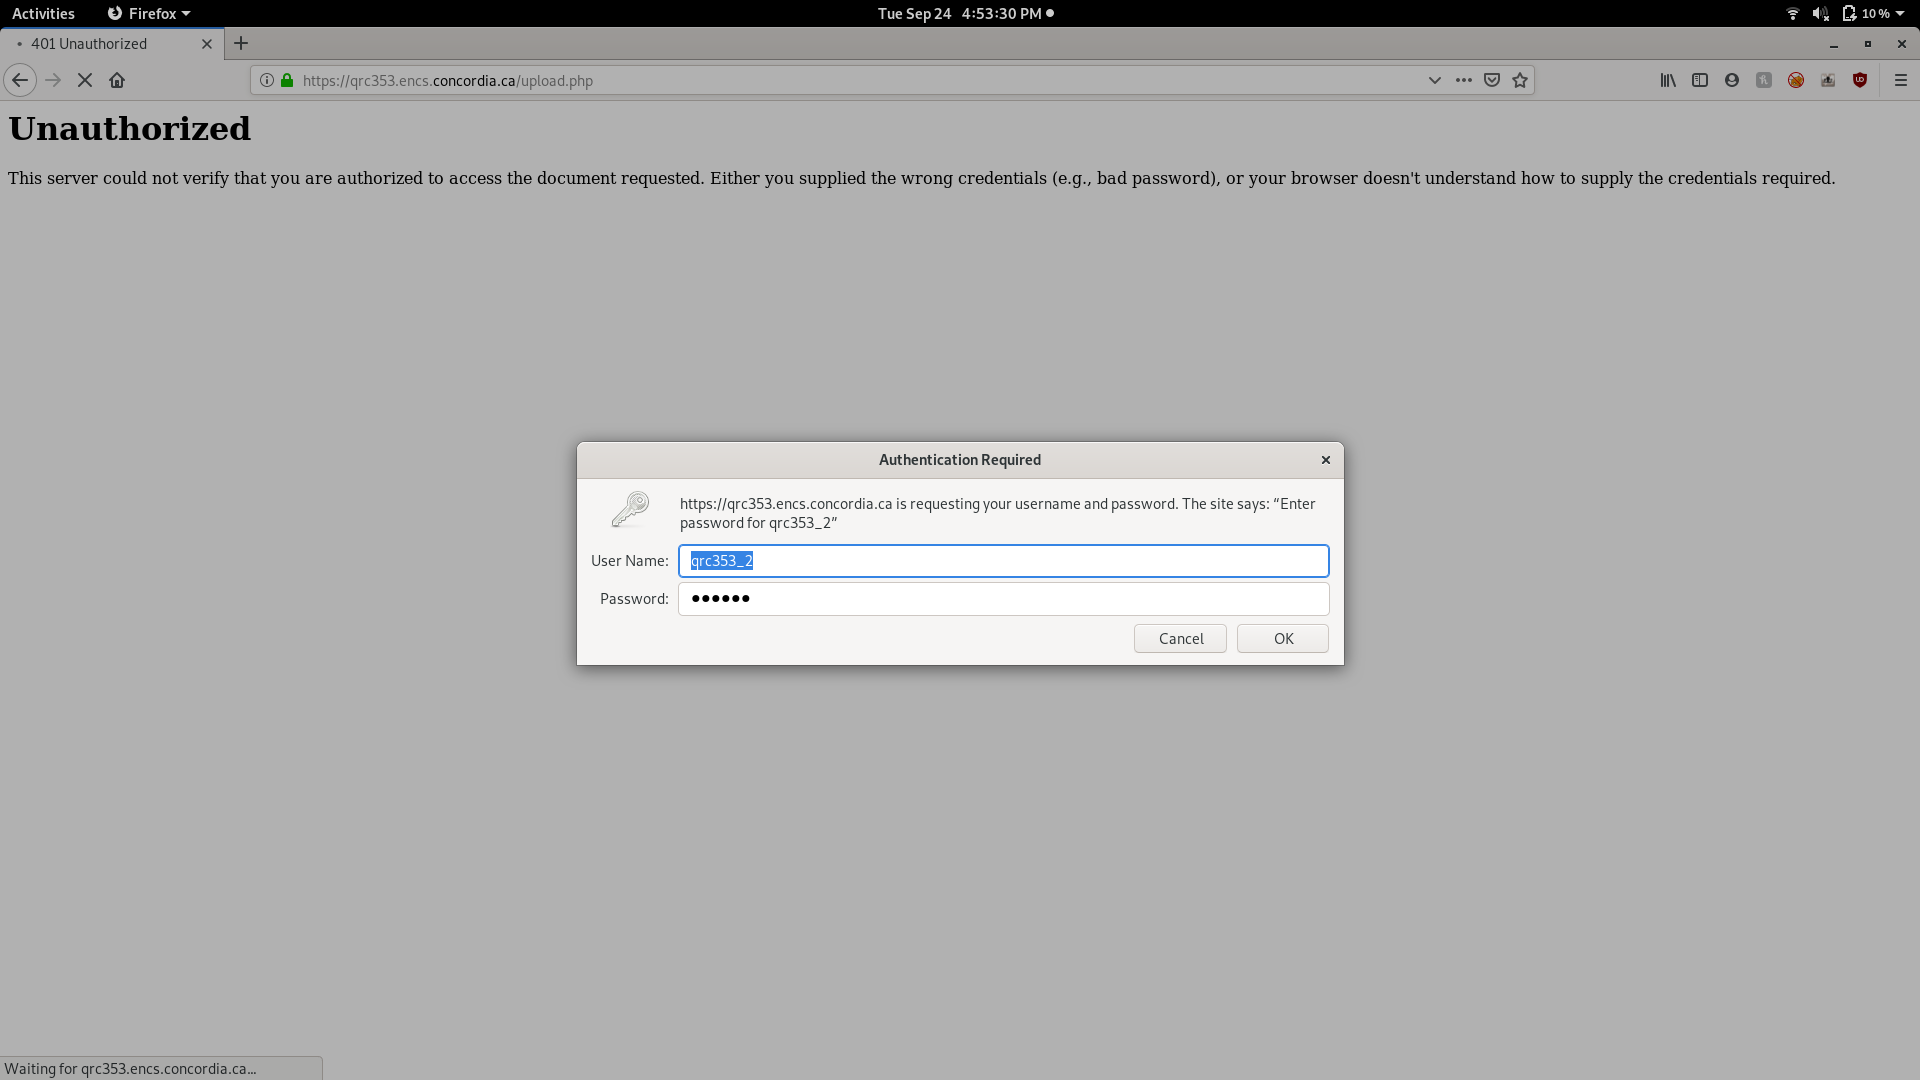 Activities Firefox Tue Sep 24 4:53:30 PM 10 %
401 Unauthorized
https://qrc353.encs.concordia.ca/upload.php
Unauthorized
This server could not verify that you are authorized to access the document requested. Either you supplied the wrong credentials (e.g., bad password), or your browser doesn't understand how to supply the credentials required.
Authentication Required
https://qrc353.encs.concordia.ca is requesting your username and password. The site says: “Enter
password for qrc353_2”
User Name: qrc353_2
Password: ●●●●●●
Cancel OK
Waiting for qrc353.encs.concordia.ca...